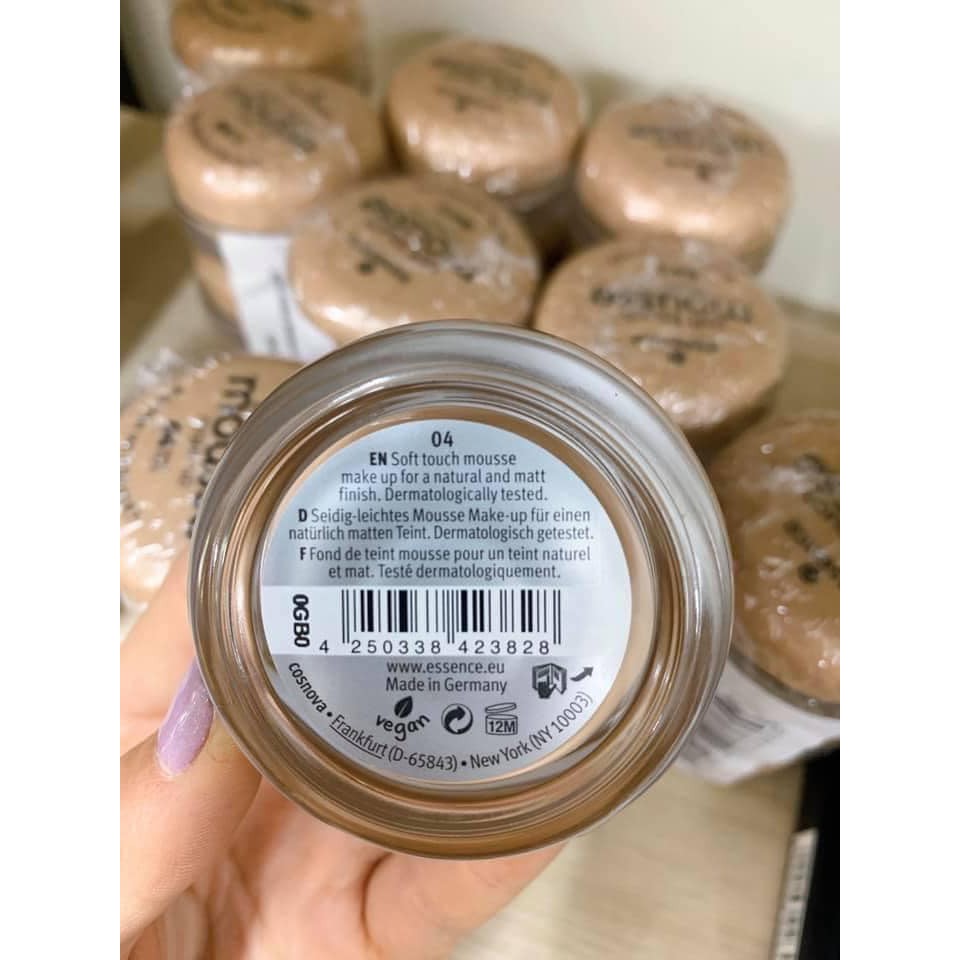 mousse
04
EN Soft touch mousse
make up for a natural and matt
finish. Dermatologically tested.
D Seidig-leichtes Mousse Make-up für einen
natürlich matten Teint. Dermatologisch getestet.
F Fond de teint mousse pour un teint naturel
et mat. Testé dermatologiquement.
0GB0
4 250338 423828
www.essence.eu
Made in Germany
vegan
12M
cosnova • Frankfurt (D-65843) • New York (NY 10003)